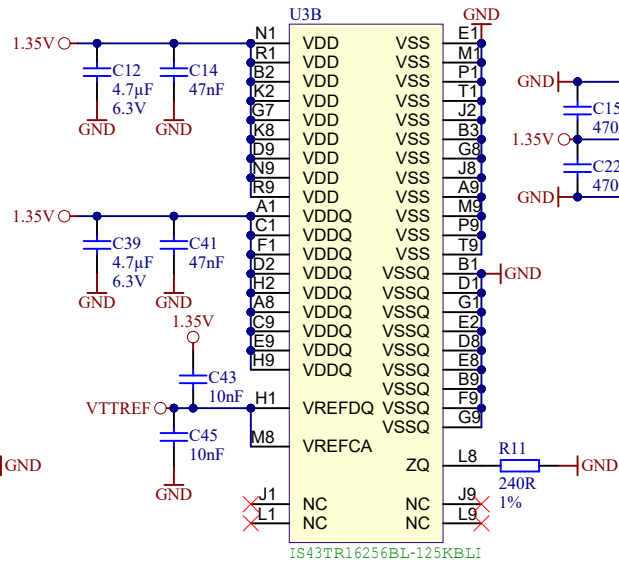 U3B
1.35V
C12
4.7µF
6.3V
GND
C14
47nF
GND
N1 VDD
R1 VDD
B2 VDD
K2 VDD
G7 VDD
K8 VDD
D9 VDD
N9 VDD
R9 VDD
1.35V
C39
4.7µF
6.3V
GND
C41
47nF
GND
A1 VDDQ
C1 VDDQ
F1 VDDQ
D2 VDDQ
H2 VDDQ
A8 VDDQ
C9 VDDQ
E9 VDDQ
H9 VDDQ
1.35V
C43
10nF
VTTREF
C45
10nF
GND
H1 VREFDQ
M8 VREFCA
J1 NC
L1 NC
GND
GND
VSS E1
VSS M1
VSS P1
VSS T1
VSS J2
VSS B3
VSS G8
VSS J8
VSS A9
VSS M9
VSS P9
VSS T9
VSSQ B1
GND
VSSQ D1
VSSQ G1
VSSQ E2
VSSQ D8
VSSQ E8
VSSQ B9
VSSQ F9
VSSQ G9
ZQ L8
R11
240R
1%
GND
NC J9
NC L9
IS43TR16256BL-125KBLI
GND
C15
470
1.35V
C22
470
GND